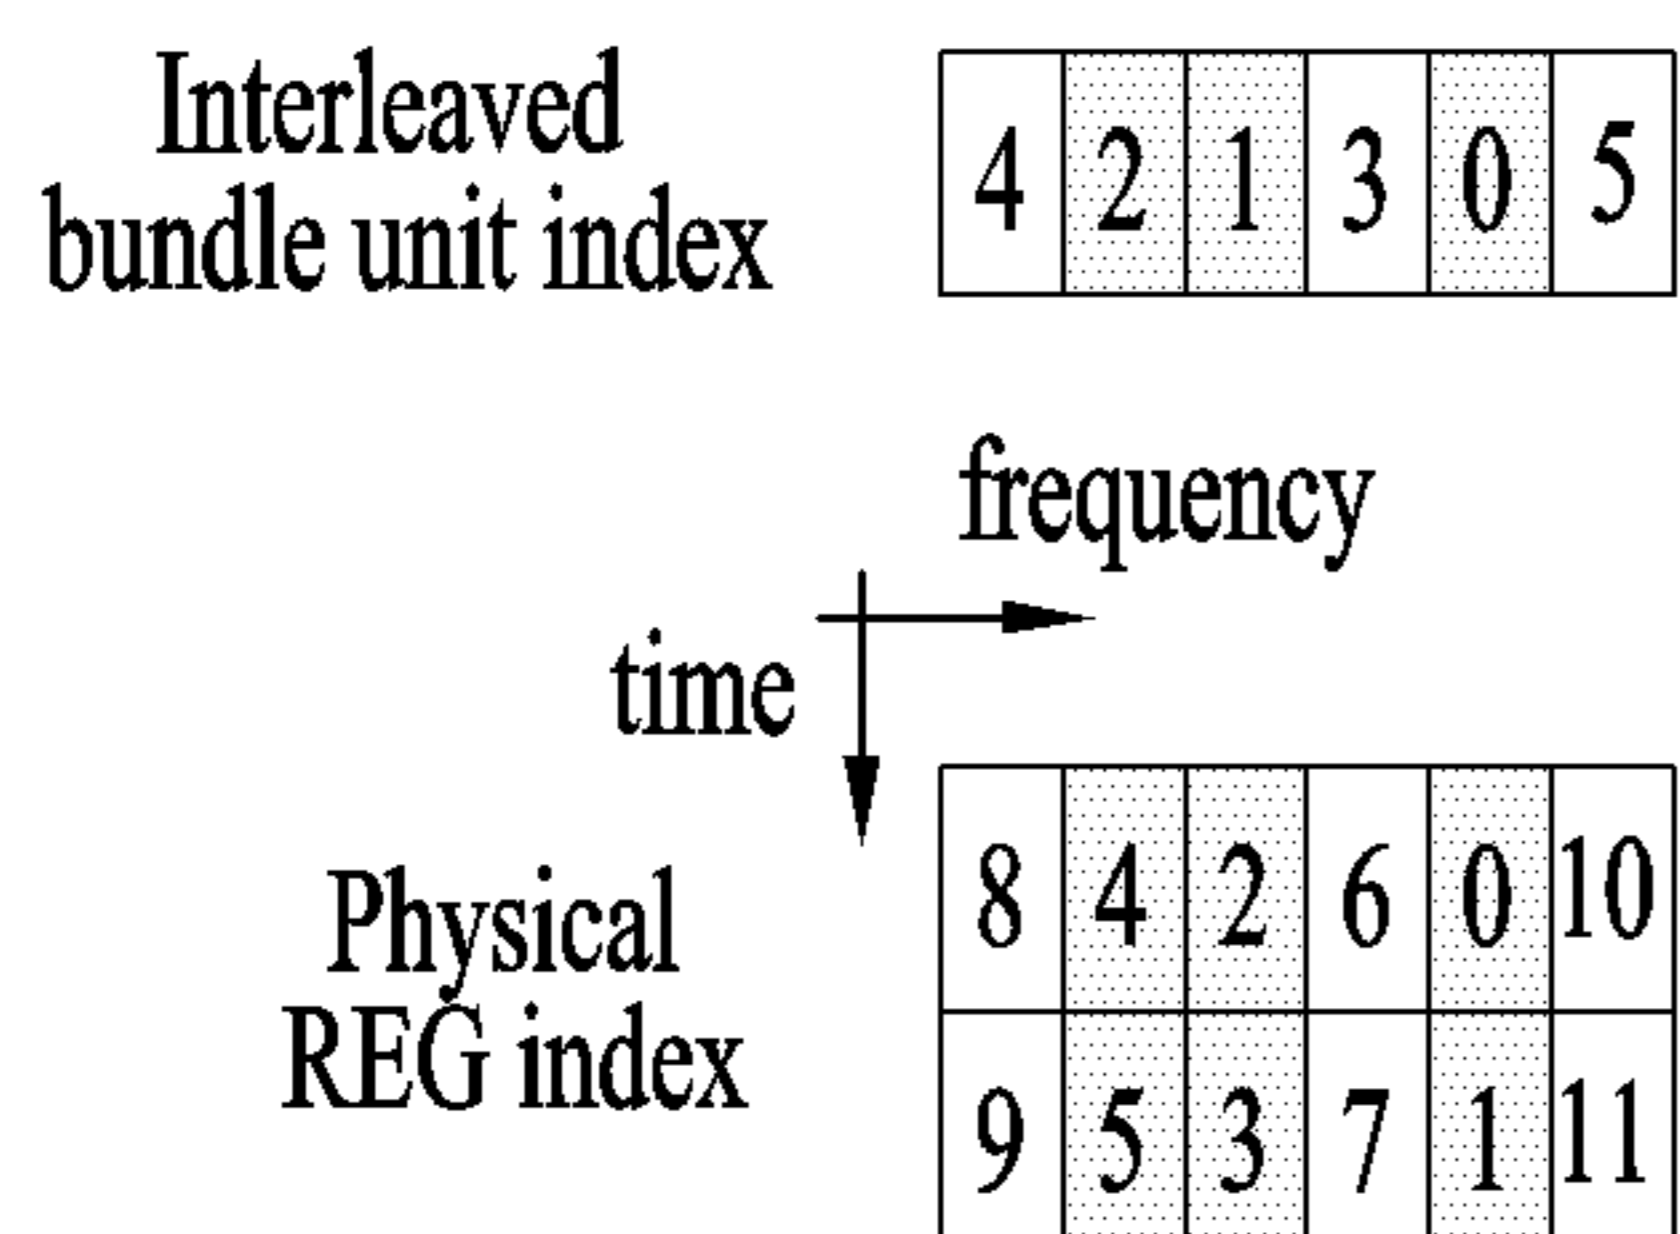 Interleaved
bundle unit index
4 2 1 3 0 5
frequency
time
Physical
REG index
8 4 2 6 0 10
9 5 3 7 1 11